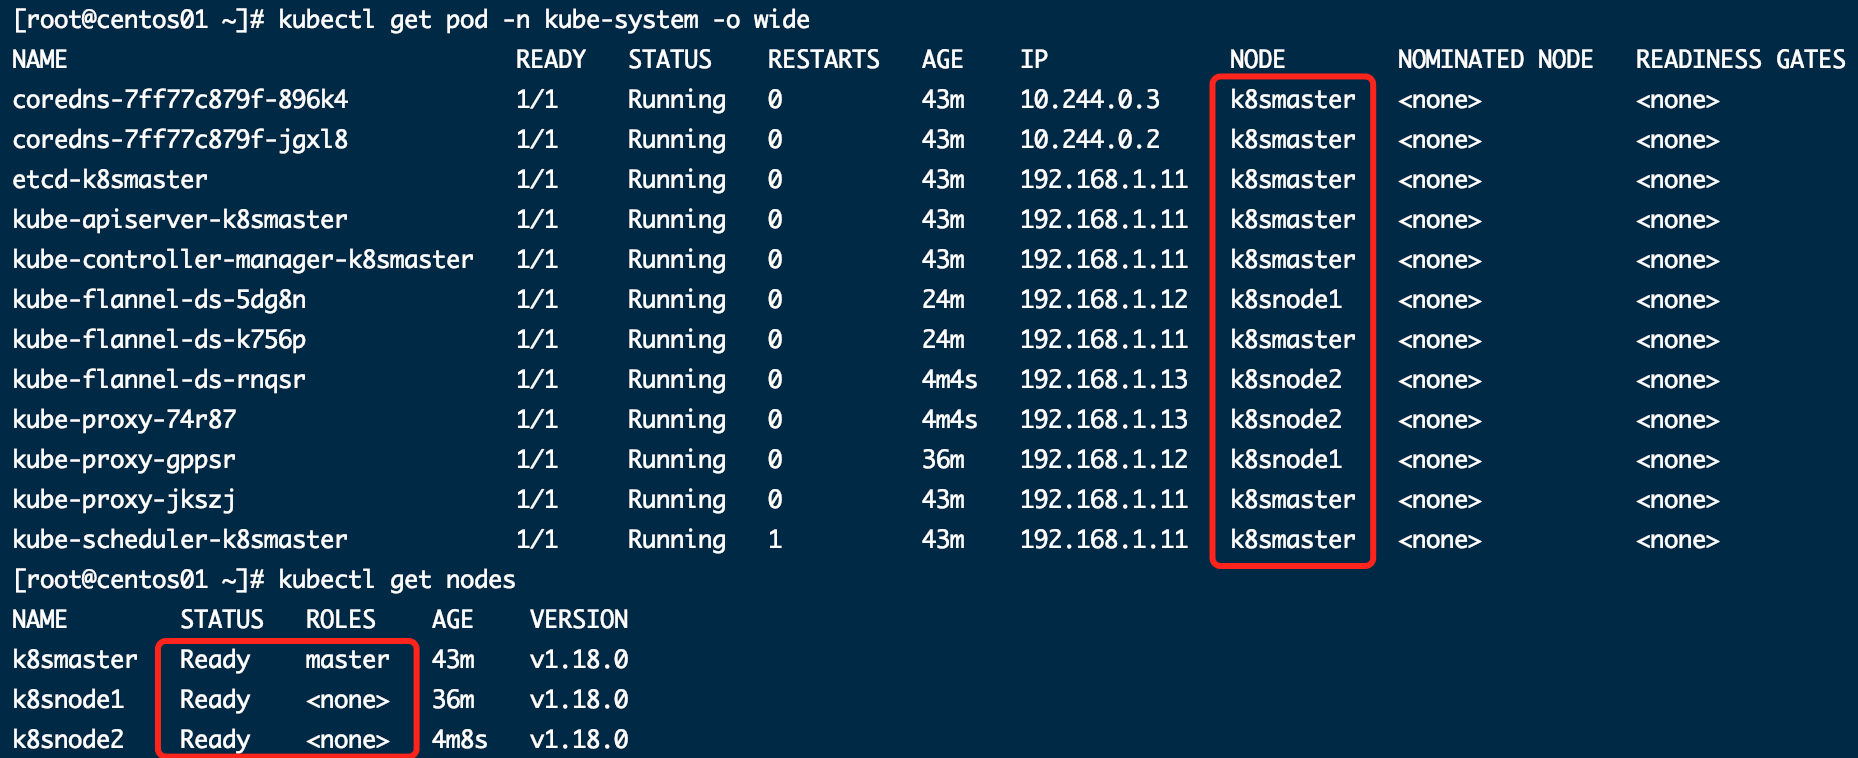 [root@centos01 ~]# kubectl get pod -n kube-system -o wide
NAME READY STATUS RESTARTS AGE IP NODE NOMINATED NODE READINESS GATES
coredns-7ff77c879f-896k4 1/1 Running 0 43m 10.244.0.3 k8smaster <none> <none>
coredns-7ff77c879f-jgxl8 1/1 Running 0 43m 10.244.0.2 k8smaster <none> <none>
etcd-k8smaster 1/1 Running 0 43m 192.168.1.11 k8smaster <none> <none>
kube-apiserver-k8smaster 1/1 Running 0 43m 192.168.1.11 k8smaster <none> <none>
kube-controller-manager-k8smaster 1/1 Running 0 43m 192.168.1.11 k8smaster <none> <none>
kube-flannel-ds-5dg8n 1/1 Running 0 24m 192.168.1.12 k8snode1 <none> <none>
kube-flannel-ds-k756p 1/1 Running 0 24m 192.168.1.11 k8smaster <none> <none>
kube-flannel-ds-rnqsr 1/1 Running 0 4m4s 192.168.1.13 k8snode2 <none> <none>
kube-proxy-74r87 1/1 Running 0 4m4s 192.168.1.13 k8snode2 <none> <none>
kube-proxy-gppsr 1/1 Running 0 36m 192.168.1.12 k8snode1 <none> <none>
kube-proxy-jkszj 1/1 Running 0 43m 192.168.1.11 k8smaster <none> <none>
kube-scheduler-k8smaster 1/1 Running 1 43m 192.168.1.11 k8smaster <none> <none>
[root@centos01 ~]# kubectl get nodes
NAME STATUS ROLES AGE VERSION
k8smaster Ready master 43m v1.18.0
k8snode1 Ready <none> 36m v1.18.0
k8snode2 Ready <none> 4m8s v1.18.0